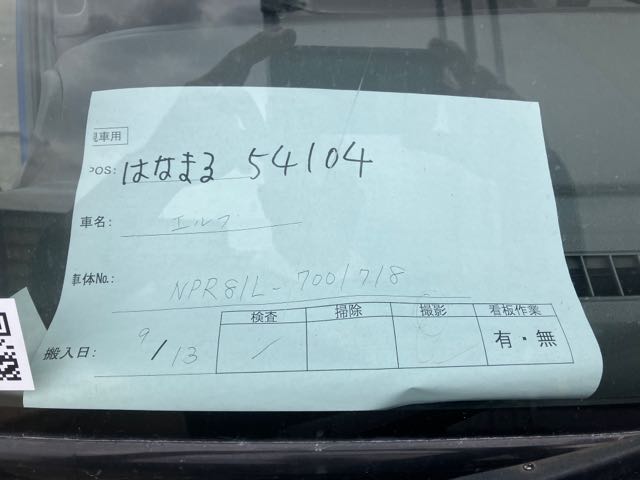 現車用
POS: はなまる 54104
車名: エルフ
車体No.: NPR81L-7001718
検査 掃除 撮影 看板作業
搬入日: 9/13 有・無